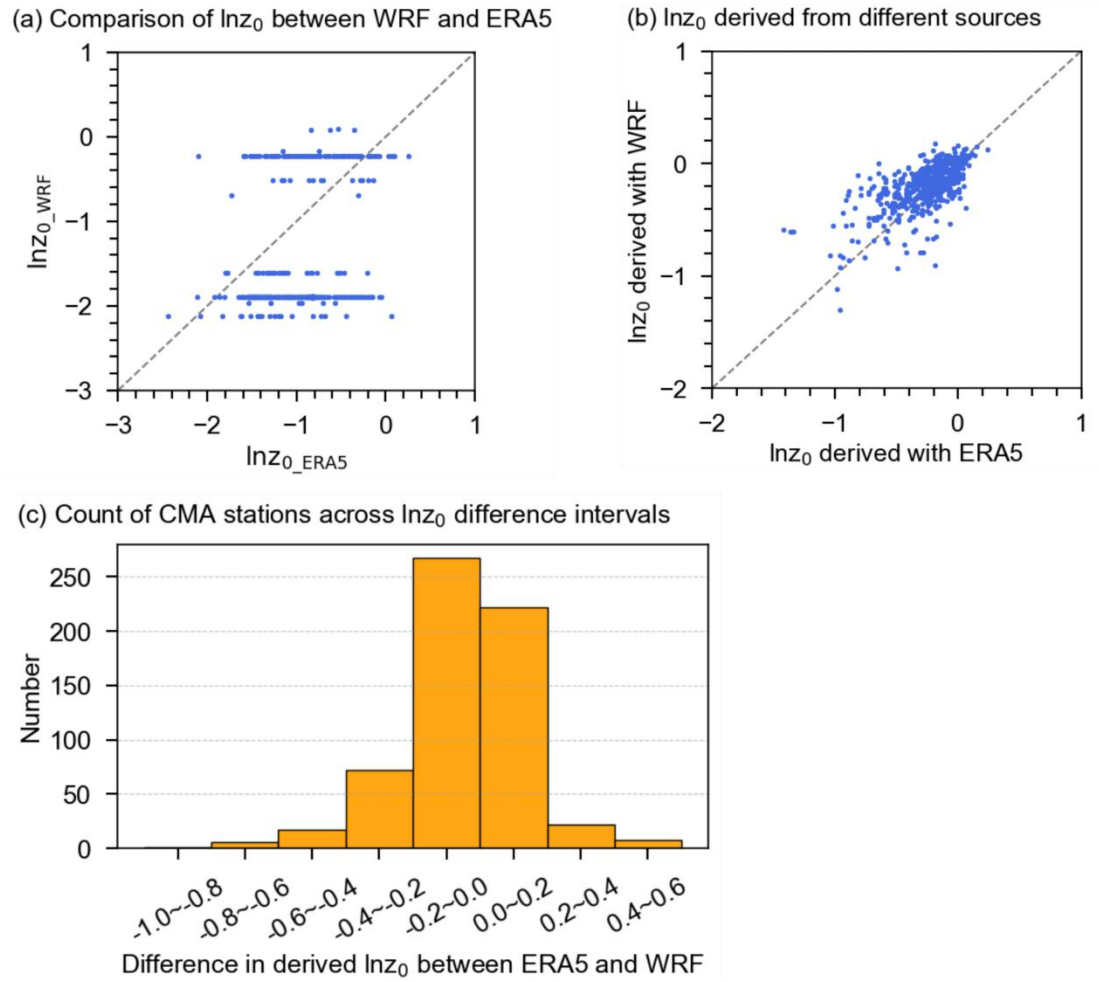 (a) Comparison of lnz₀ between WRF and ERA5
1
0
−1
−2
−3
lnz₀_WRF
−3 −2 −1 0 1
lnz₀_ERA5
(b) lnz₀ derived from different sources
1
0
−1
−2
lnz₀ derived with WRF
−2 −1 0 1
lnz₀ derived with ERA5
(c) Count of CMA stations across lnz₀ difference intervals
250
200
150
100
50
0
Number
-1.0~-0.8
-0.8~-0.6
-0.6~-0.4
-0.4~-0.2
-0.2~0.0
0.0~0.2
0.2~0.4
0.4~0.6
Difference in derived lnz₀ between ERA5 and WRF